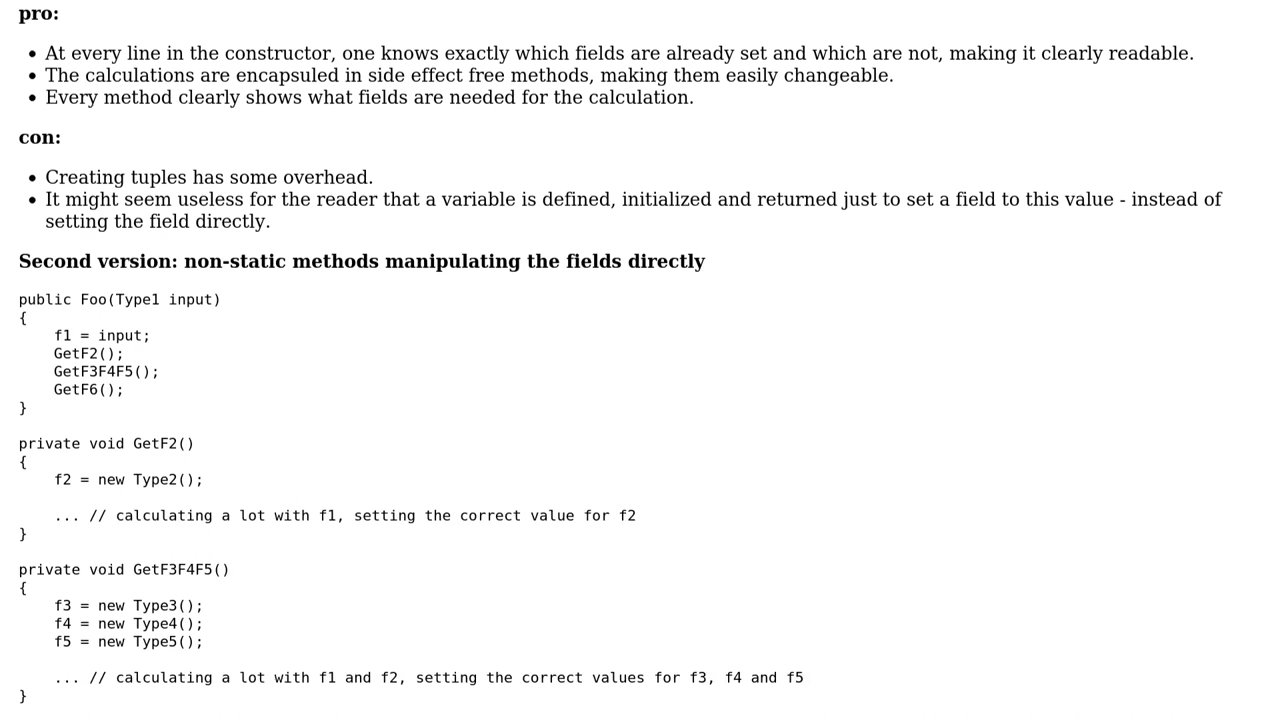 pro:
• At every line in the constructor, one knows exactly which fields are already set and which are not, making it clearly readable.
• The calculations are encapsuled in side effect free methods, making them easily changeable.
• Every method clearly shows what fields are needed for the calculation.
con:
• Creating tuples has some overhead.
• It might seem useless for the reader that a variable is defined, initialized and returned just to set a field to this value - instead of
setting the field directly.
Second version: non-static methods manipulating the fields directly
public Foo(Type1 input)
{
    f1 = input;
    GetF2();
    GetF3F4F5();
    GetF6();
}
private void GetF2()
{
    f2 = new Type2();
    ... // calculating a lot with f1, setting the correct value for f2
}
private void GetF3F4F5()
{
    f3 = new Type3();
    f4 = new Type4();
    f5 = new Type5();
    ... // calculating a lot with f1 and f2, setting the correct values for f3, f4 and f5
}